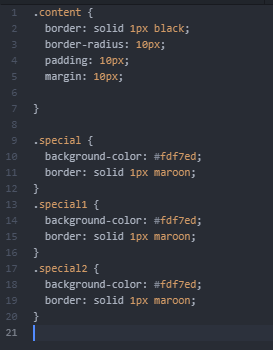 1 .content {
2 border: solid 1px black;
3 border-radius: 10px;
4 padding: 10px;
5 margin: 10px;
6
7 }
8
9 .special {
10 background-color: #fdf7ed;
11 border: solid 1px maroon;
12 }
13 .special1 {
14 background-color: #fdf7ed;
15 border: solid 1px maroon;
16 }
17 .special2 {
18 background-color: #fdf7ed;
19 border: solid 1px maroon;
20 }
21